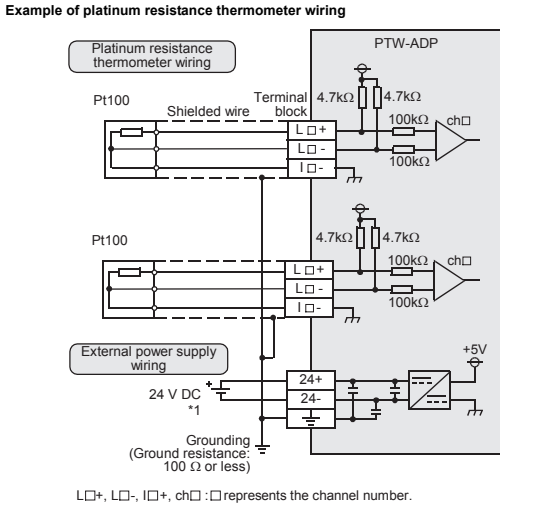 Example of platinum resistance thermometer wiring
Platinum resistance
thermometer wiring
PTW-ADP
Pt100
Shielded wire
Terminal
block
4.7kΩ
4.7kΩ
100kΩ
ch□
L□+
L□-
I□-
100kΩ
Pt100
4.7kΩ
4.7kΩ
100kΩ
ch□
L□+
L□-
I□-
100kΩ
External power supply
wiring
+5V
24 V DC
*1
+
24+
24-
Grounding
(Ground resistance:
100 Ω or less)
L□+, L□-, I□+, ch□ :□ represents the channel number.